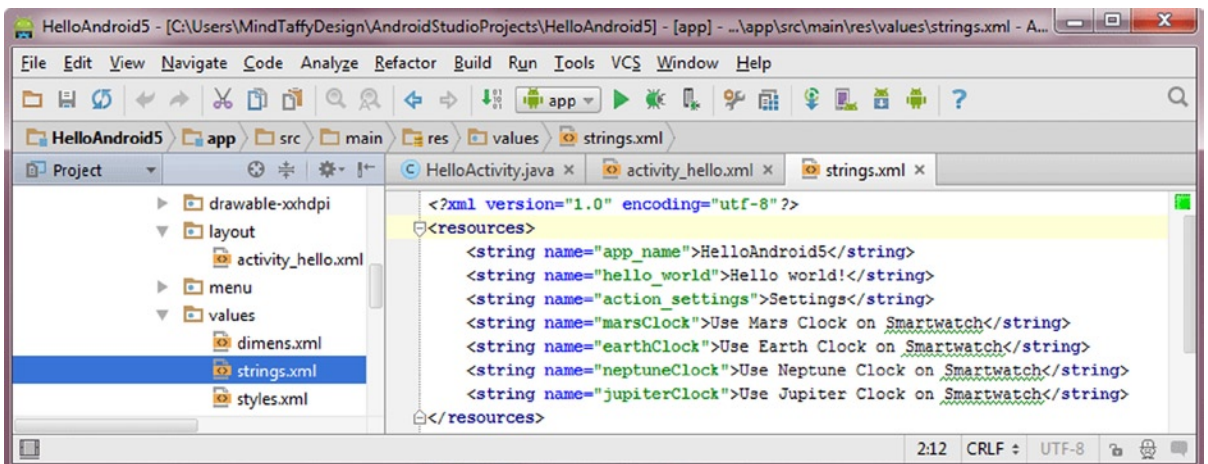 HelloAndroid5 - [C:\Users\MindTaffyDesign\AndroidStudioProjects\HelloAndroid5] - [app] - ...\app\src\main\res\values\strings.xml - A...
File Edit View Navigate Code Analyze Refactor Build Run Tools VCS Window Help
app
HelloAndroid5 app src main res values strings.xml
Project
HelloActivity.java × activity_hello.xml × strings.xml ×
drawable-xxhdpi
layout
activity_hello.xml
menu
values
dimens.xml
strings.xml
styles.xml
<?xml version="1.0" encoding="utf-8"?>
<resources>
<string name="app_name">HelloAndroid5</string>
<string name="hello_world">Hello world!</string>
<string name="action_settings">Settings</string>
<string name="marsClock">Use Mars Clock on Smartwatch</string>
<string name="earthClock">Use Earth Clock on Smartwatch</string>
<string name="neptuneClock">Use Neptune Clock on Smartwatch</string>
<string name="jupiterClock">Use Jupiter Clock on Smartwatch</string>
</resources>
2:12 CRLF UTF-8